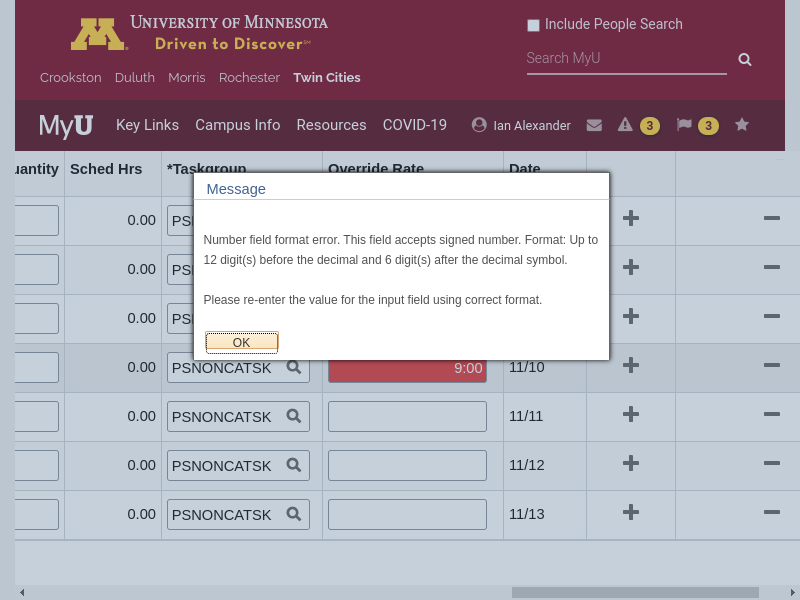 UNIVERSITY OF MINNESOTA
Driven to Discover
Include People Search
Search MyU
Crookston Duluth Morris Rochester Twin Cities
MyU Key Links Campus Info Resources COVID-19 Ian Alexander 3 3
uantity Sched Hrs *Taskgroup Override Rate Date
Message
0.00 PSN
Number field format error. This field accepts signed number. Format: Up to
12 digit(s) before the decimal and 6 digit(s) after the decimal symbol.
0.00 PSN
Please re-enter the value for the input field using correct format.
0.00 PSN
OK
0.00 PSNONCATSK 9:00 11/10
0.00 PSNONCATSK 11/11
0.00 PSNONCATSK 11/12
0.00 PSNONCATSK 11/13